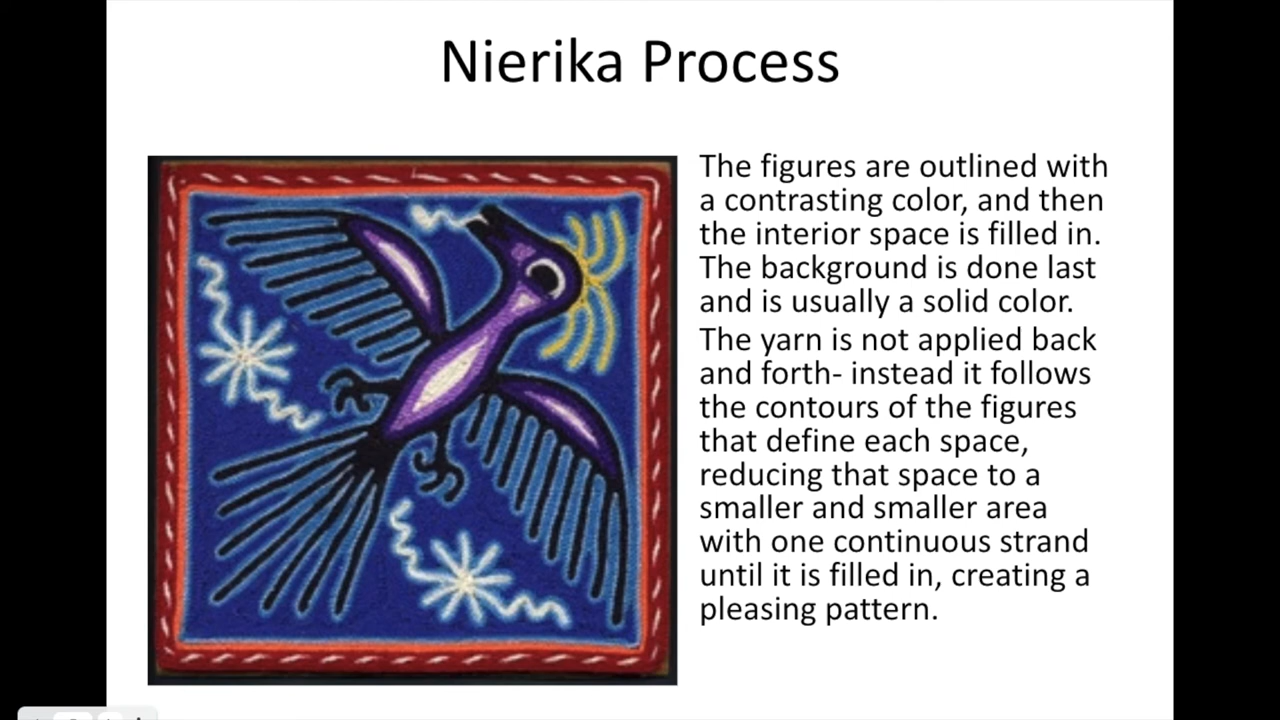 Nierika Process
The figures are outlined with
a contrasting color, and then
the interior space is filled in.
The background is done last
and is usually a solid color.
The yarn is not applied back
and forth- instead it follows
the contours of the figures
that define each space,
reducing that space to a
smaller and smaller area
with one continuous strand
until it is filled in, creating a
pleasing pattern.